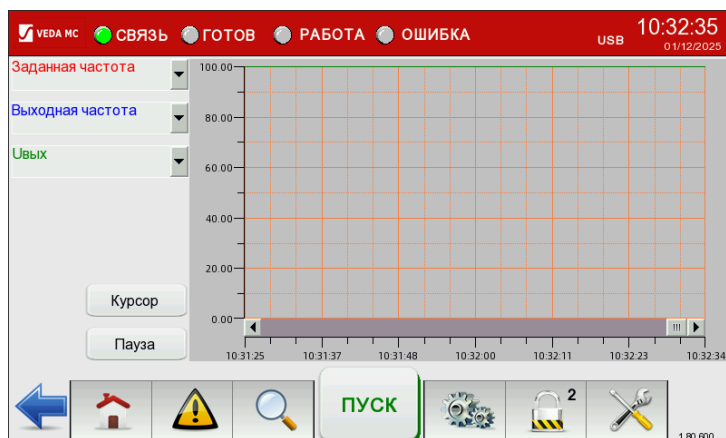 VEDA MC СВЯЗЬ ГОТОВ РАБОТА ОШИБКА USB 10:32:35
01/12/2025
Заданная частота
Выходная частота
Uвых
100.00
80.00
60.00
40.00
20.00
0.00
Курсор
Пауза
10:31:25 10:31:37 10:31:48 10:32:00 10:32:11 10:32:23 10:32:34
ПУСК
2